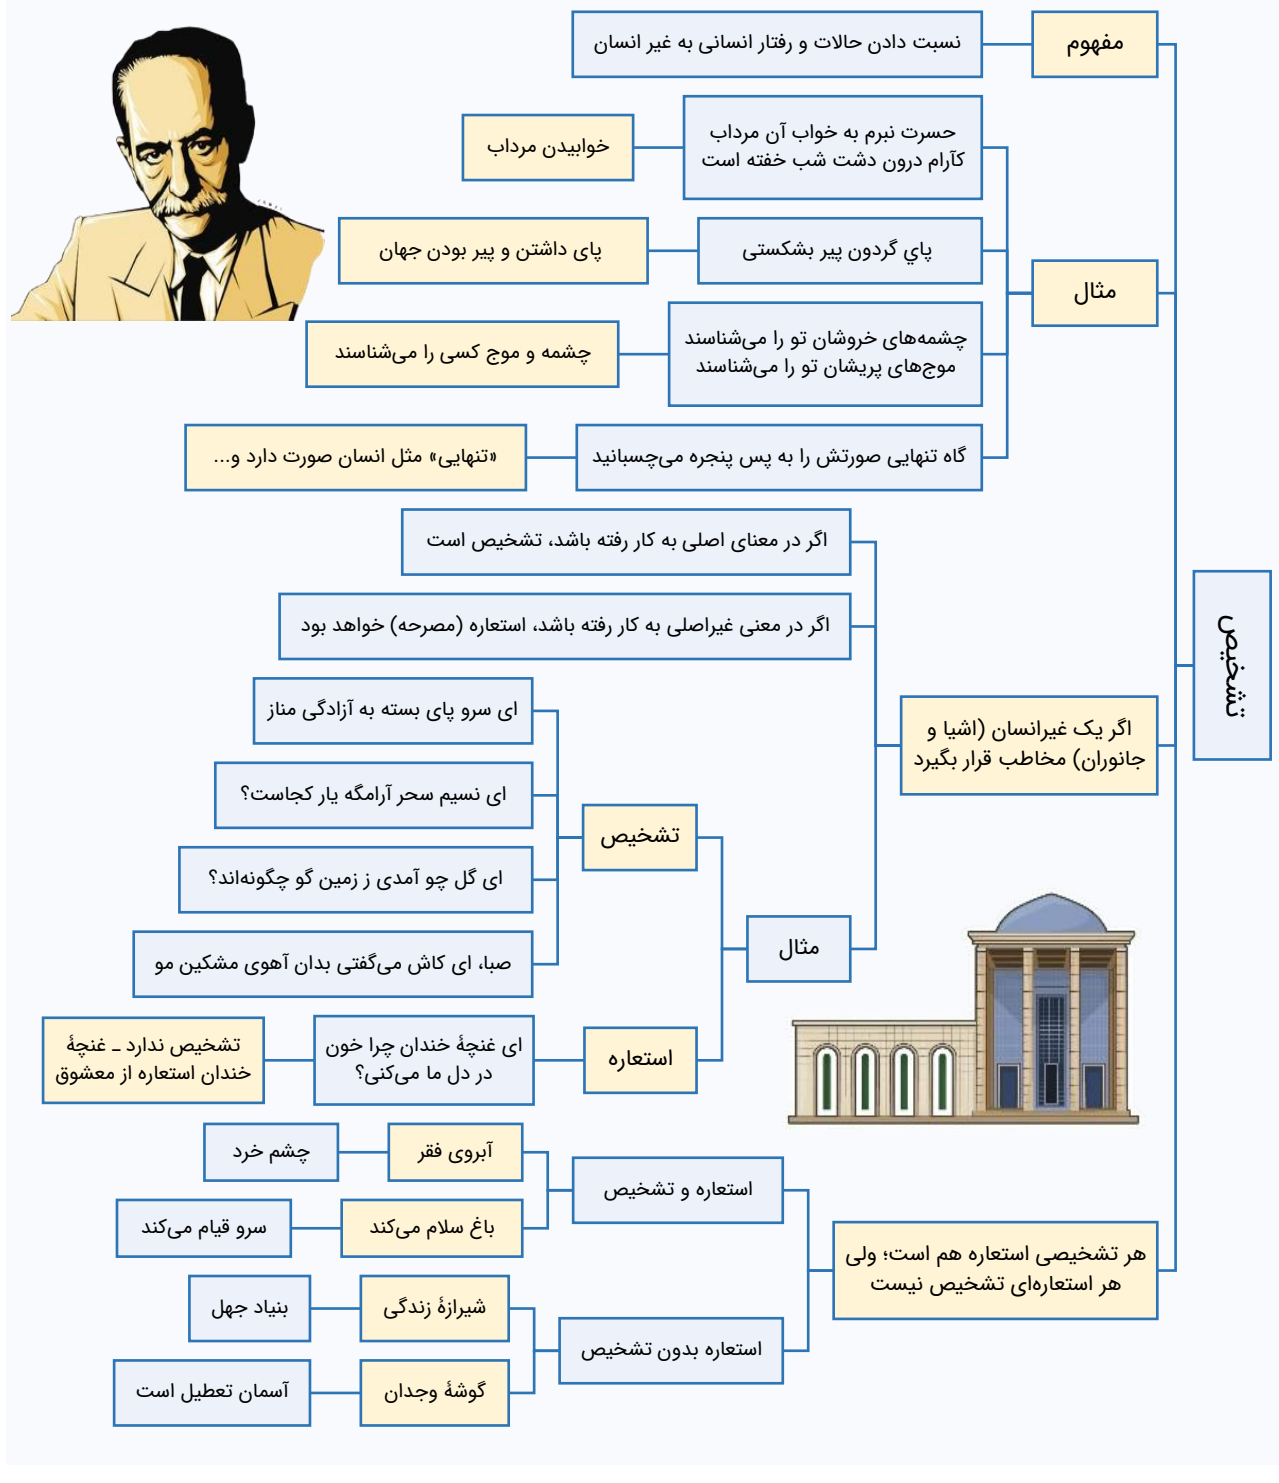 تشخیص
مفهوم
نسبت دادن حالات و رفتار انسانی به غیر انسان
مثال
حسرت نبرم به خواب آن مرداب
کآرام درون دشت شب خفته است
خوابیدن مرداب
پاي گردون پیر بشکستی
پای داشتن و پیر بودن جهان
چشمه‌های خروشان تو را می‌شناسند
موج‌های پریشان تو را می‌شناسند
چشمه و موج کسی را می‌شناسند
گاه تنهایی صورتش را به پس پنجره می‌چسبانید
«تنهایی» مثل انسان صورت دارد و...
اگر یک غیرانسان (اشیا و
جانوران) مخاطب قرار بگیرد
اگر در معنای اصلی به کار رفته باشد، تشخیص است
اگر در معنی غیراصلی به کار رفته باشد، استعاره (مصرحه) خواهد بود
مثال
تشخیص
ای سرو پای بسته به آزادگی مناز
ای نسیم سحر آرامگه یار کجاست؟
ای گل چو آمدی ز زمین گو چگونه‌اند؟
صبا، ای کاش می‌گفتی بدان آهوی مشکین مو
استعاره
ای غنچهٔ خندان چرا خون
در دل ما می‌کنی؟
تشخیص ندارد ـ غنچهٔ
خندان استعاره از معشوق
هر تشخیصی استعاره هم است؛ ولی
هر استعاره‌ای تشخیص نیست
استعاره و تشخیص
آبروی فقر
چشم خرد
باغ سلام می‌کند
سرو قیام می‌کند
استعاره بدون تشخیص
شیرازهٔ زندگی
بنیاد جهل
گوشهٔ وجدان
آسمان تعطیل است